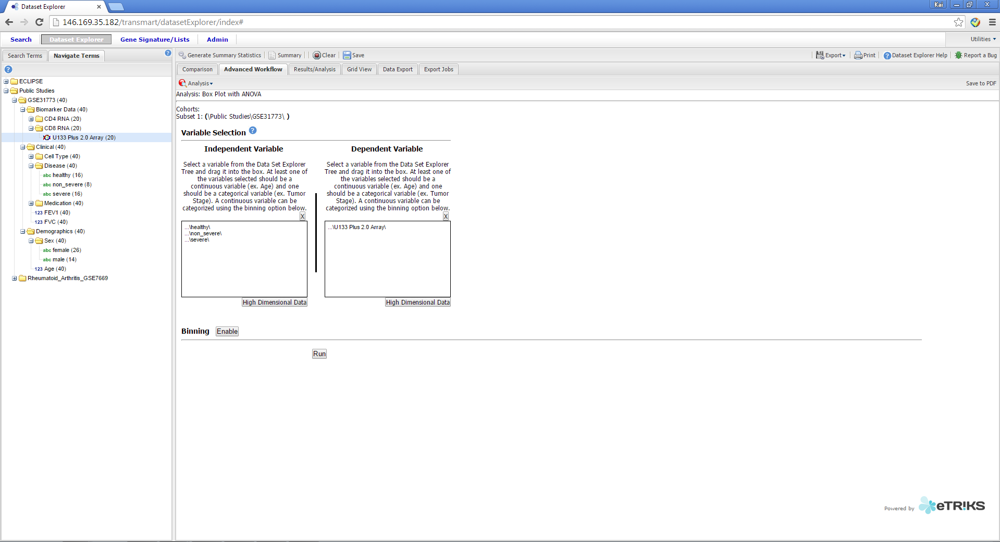 Dataset Explorer
Kai
146.169.35.182/transmart/datasetExplorer/index#
Search
Dataset Explorer
Gene Signature/Lists
Admin
Utilities
Search Terms
Navigate Terms
Generate Summary Statistics
Summary
Clear
Save
Export
Print
Dataset Explorer Help
Report a Bug
Comparison
Advanced Workflow
Results/Analysis
Grid View
Data Export
Export Jobs
Analysis
Save to PDF
ECLIPSE
Public Studies
GSE31773 (40)
Biomarker Data (40)
CD4 RNA (20)
CD8 RNA (20)
U133 Plus 2.0 Array (20)
Clinical (40)
Cell Type (40)
Disease (40)
abc healthy (16)
abc non_severe (8)
abc severe (16)
Medication (40)
123 FEV1 (40)
123 FVC (40)
Demographics (40)
Sex (40)
abc female (26)
abc male (14)
123 Age (40)
Rheumatoid_Arthritis_GSE7669
Analysis: Box Plot with ANOVA
Cohorts:
Subset 1: (\Public Studies\GSE31773\ )
Variable Selection
Independent Variable
Select a variable from the Data Set Explorer
Tree and drag it into the box. At least one of
the variables selected should be a
continuous variable (ex. Age) and one
should be a categorical variable (ex. Tumor
Stage). A continuous variable can be
categorized using the binning option below.
X
...\healthy\
...\non_severe\
...\severe\
High Dimensional Data
Dependent Variable
Select a variable from the Data Set Explorer
Tree and drag it into the box. At least one of
the variables selected should be a
continuous variable (ex. Age) and one
should be a categorical variable (ex. Tumor
Stage). A continuous variable can be
categorized using the binning option below.
X
...\U133 Plus 2.0 Array\
High Dimensional Data
Binning
Enable
Run
Powered by eTRIKS